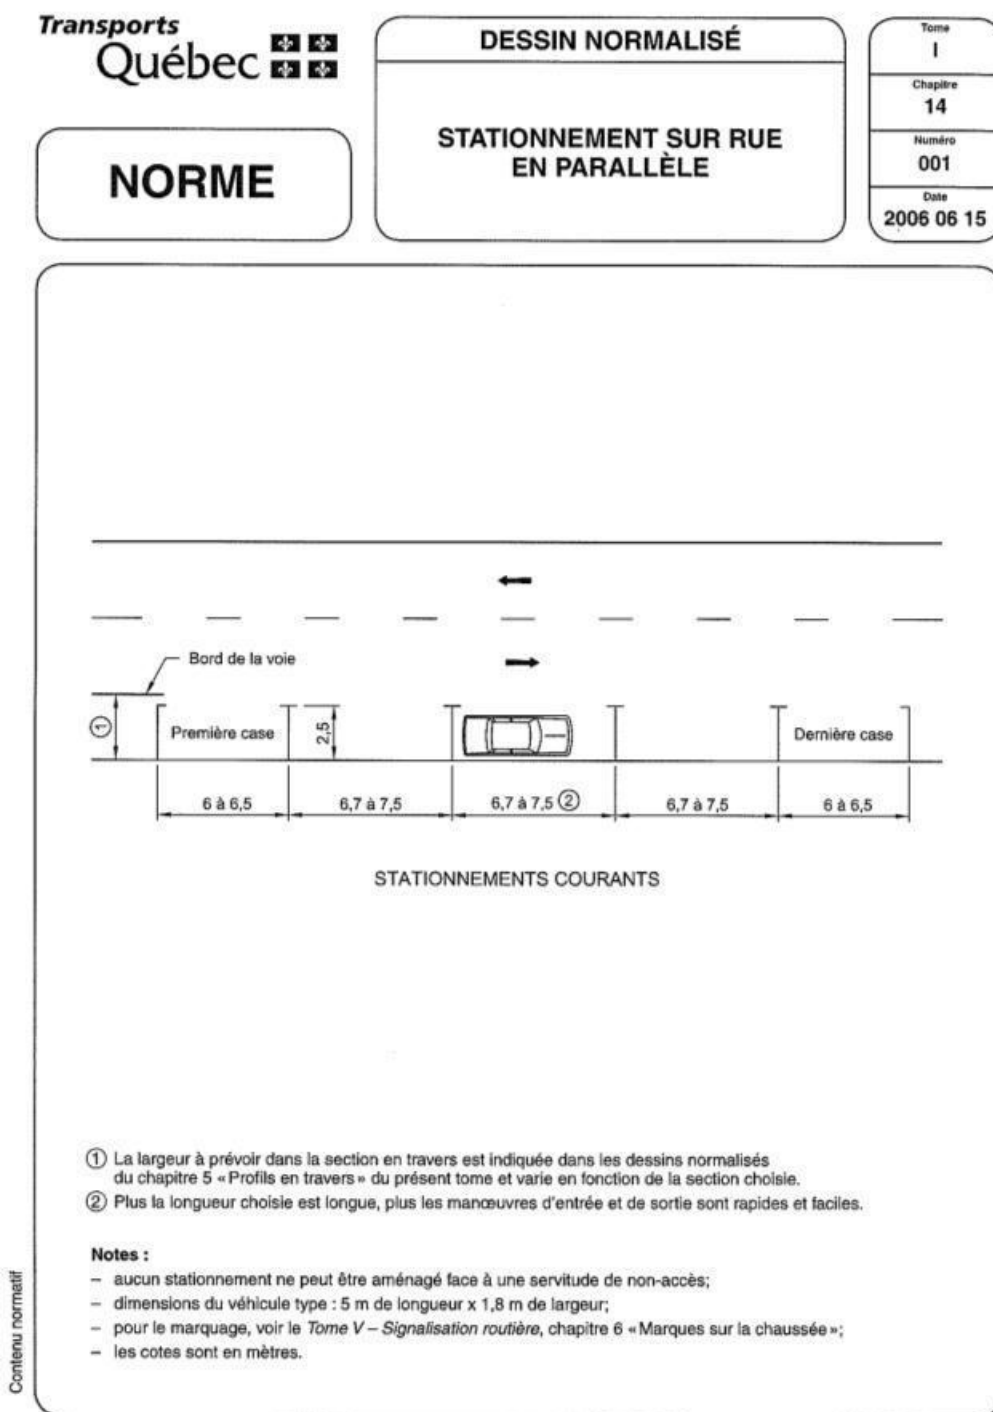 Transports
Québec
NORME
DESSIN NORMALISÉ
STATIONNEMENT SUR RUE
EN PARALLÈLE
Tome
I
Chapitre
14
Numéro
001
Date
2006 06 15
Bord de la voie
1
Première case
2,5
Dernière case
6 à 6,5
6,7 à 7,5
6,7 à 7,5 2
6,7 à 7,5
6 à 6,5
STATIONNEMENTS COURANTS
1 La largeur à prévoir dans la section en travers est indiquée dans les dessins normalisés
du chapitre 5 « Profils en travers » du présent tome et varie en fonction de la section choisie.
2 Plus la longueur choisie est longue, plus les manœuvres d'entrée et de sortie sont rapides et faciles.
Notes :
– aucun stationnement ne peut être aménagé face à une servitude de non-accès;
– dimensions du véhicule type : 5 m de longueur x 1,8 m de largeur;
– pour le marquage, voir le Tome V – Signalisation routière, chapitre 6 « Marques sur la chaussée »;
– les cotes sont en mètres.
Contenu normatif